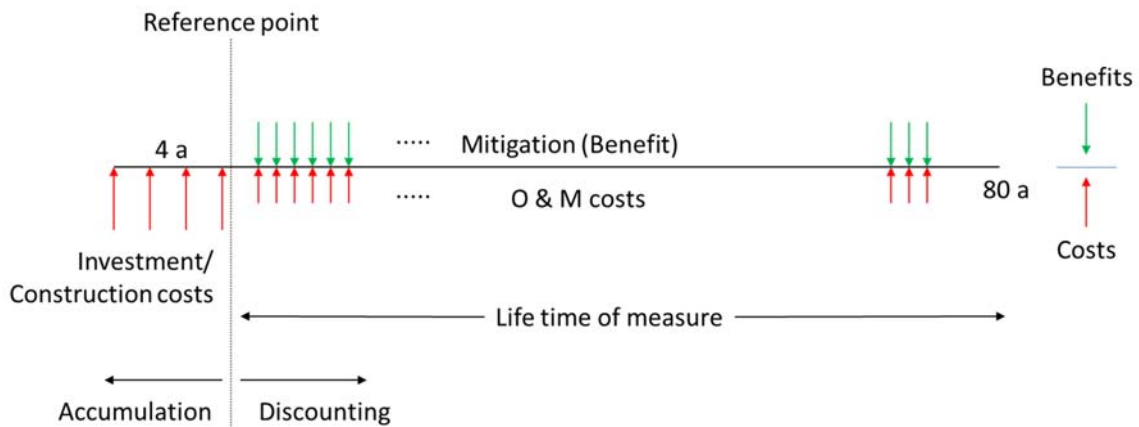 Reference point
Benefits
4 a
..... Mitigation (Benefit)
..... O & M costs
80 a
Costs
Investment/
Construction costs
Life time of measure
Accumulation
Discounting